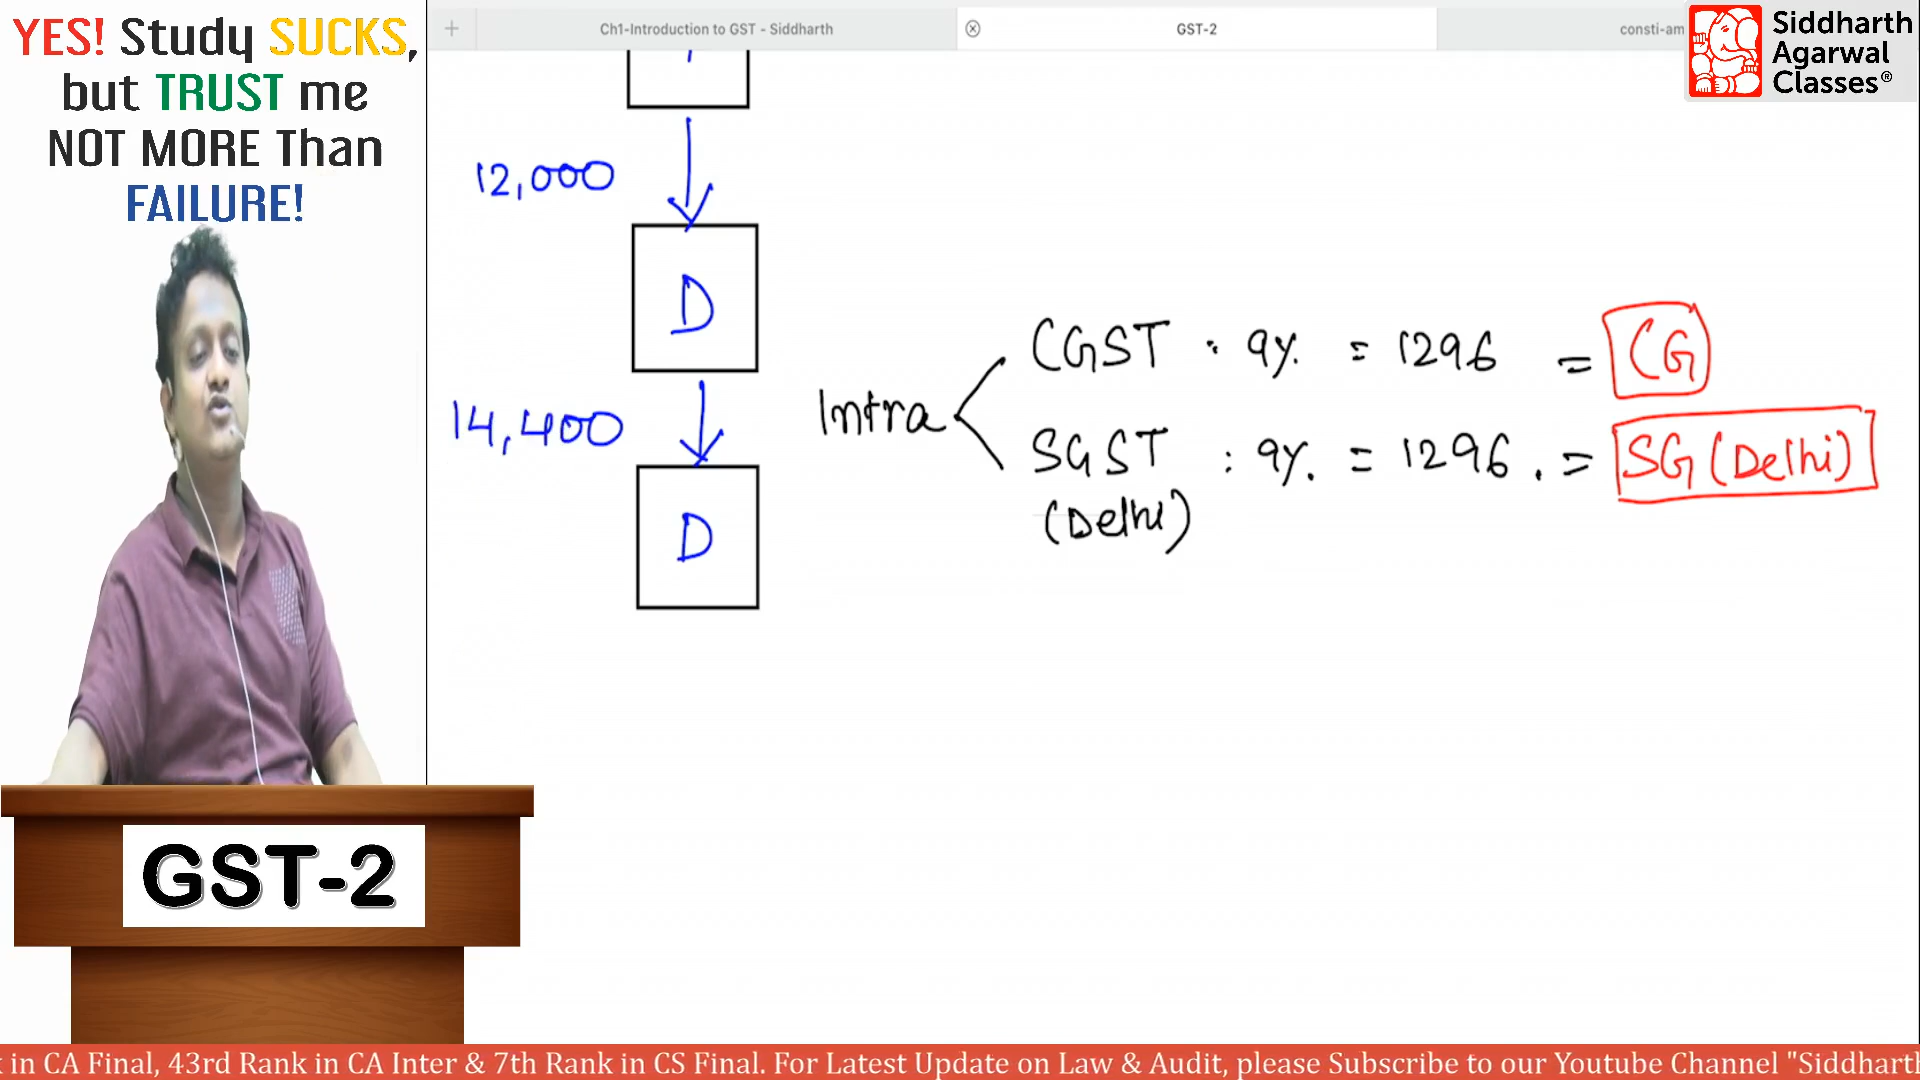 YES! Study SUCKS,
but TRUST me
NOT MORE Than
FAILURE!
Ch1-Introduction to GST - Siddharth
GST-2
consti-am
Siddharth
Agarwal
Classes®
12,000
D
14,400
D
Intra
CGST : 9%. = 1296 = CG
SGST : 9%. = 1296. = SG (Delhi)
(Delhi)
GST-2
in CA Final, 43rd Rank in CA Inter & 7th Rank in CS Final. For Latest Update on Law & Audit, please Subscribe to our Youtube Channel "Siddharth